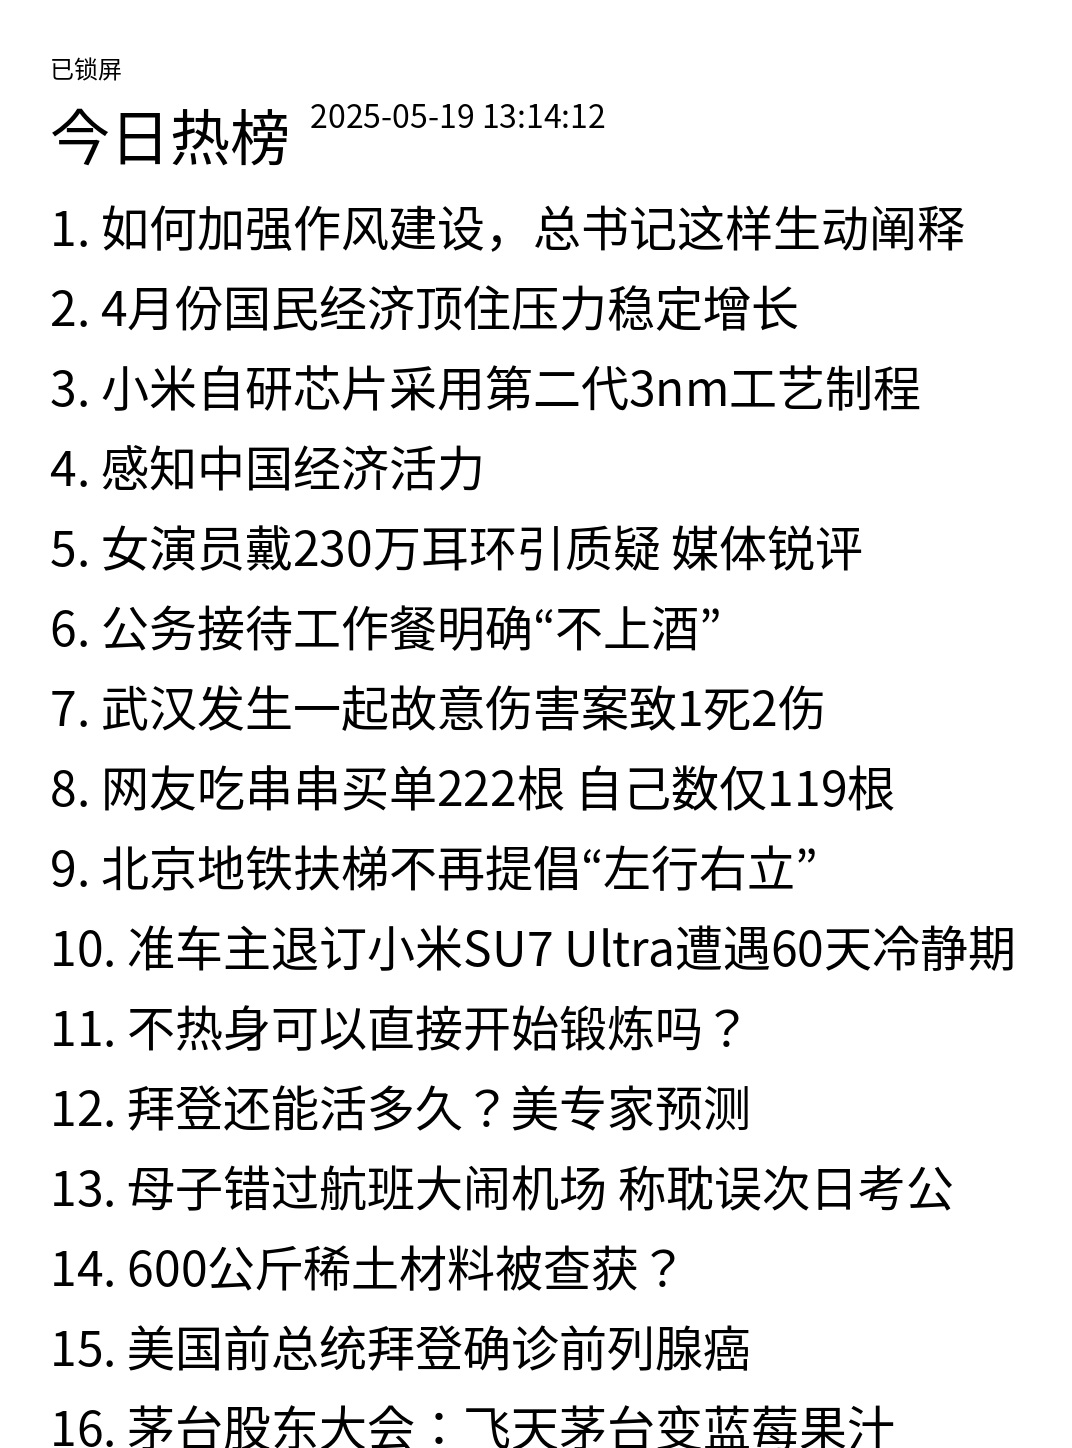 已锁屏
今日热榜 2025-05-19 13:14:12
1. 如何加强作风建设，总书记这样生动阐释
2. 4月份国民经济顶住压力稳定增长
3. 小米自研芯片采用第二代3nm工艺制程
4. 感知中国经济活力
5. 女演员戴230万耳环引质疑 媒体锐评
6. 公务接待工作餐明确“不上酒”
7. 武汉发生一起故意伤害案致1死2伤
8. 网友吃串串买单222根 自己数仅119根
9. 北京地铁扶梯不再提倡“左行右立”
10. 准车主退订小米SU7 Ultra遭遇60天冷静期
11. 不热身可以直接开始锻炼吗？
12. 拜登还能活多久？美专家预测
13. 母子错过航班大闹机场 称耽误次日考公
14. 600公斤稀土材料被查获？
15. 美国前总统拜登确诊前列腺癌
16. 茅台股东大会：飞天茅台变蓝莓果汁